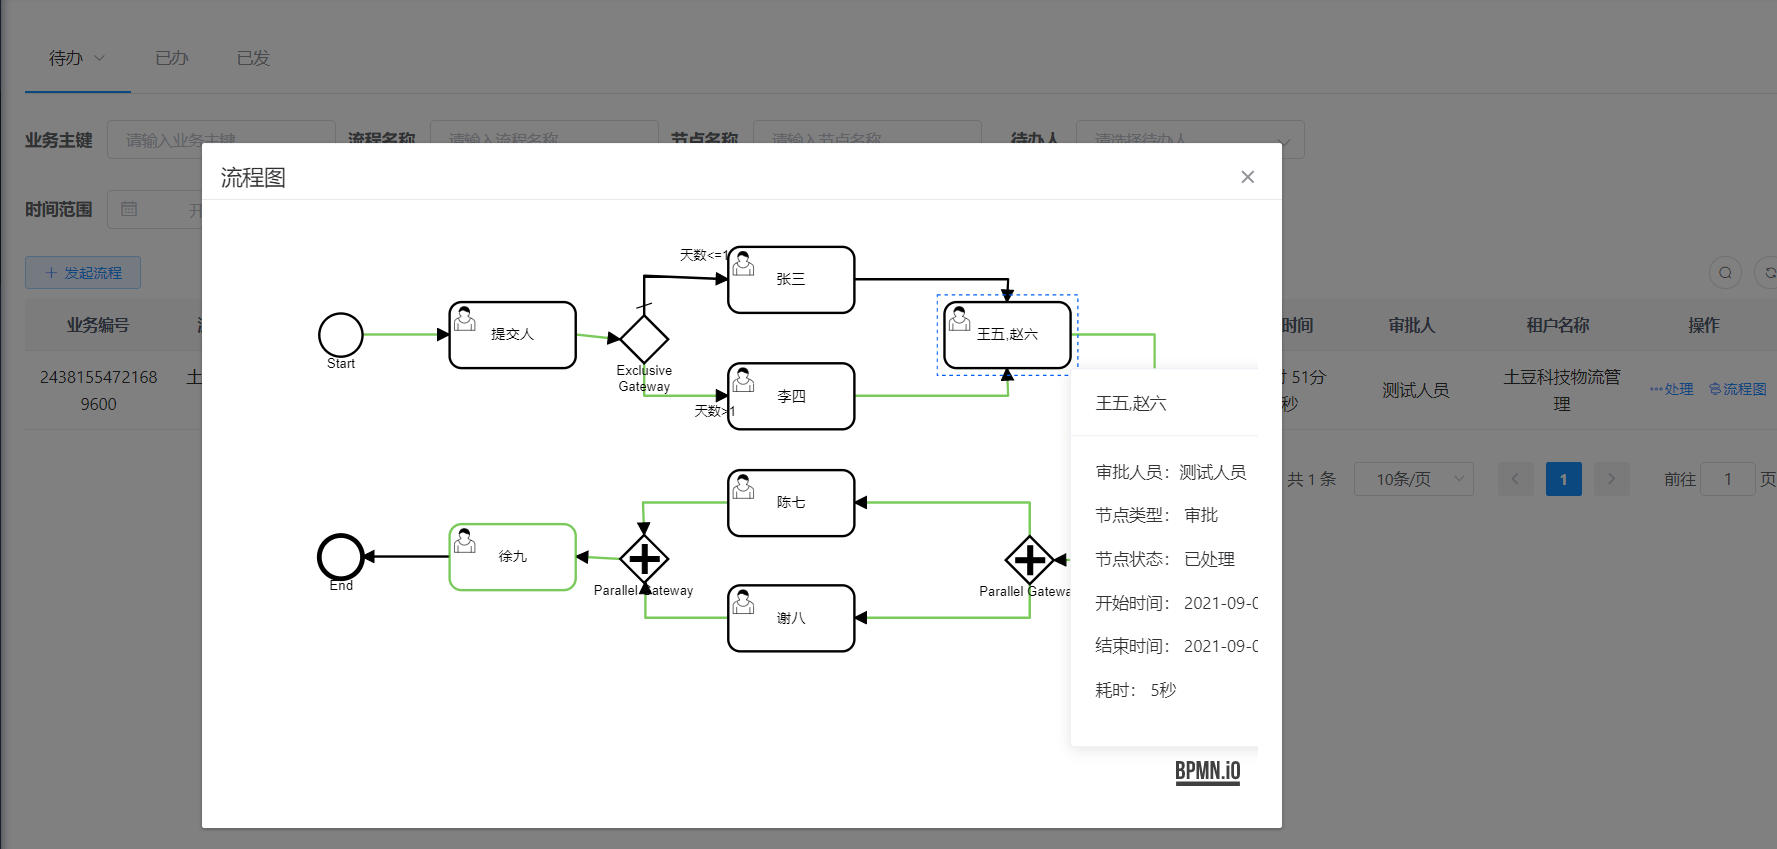 待办
已办
已发
业务主键
请输入业务主键
流程名称
请输入流程名称
节点名称
请输入节点名称
待办人
请选择待办人
时间范围
开
发起流程
流程图
天数<=1
张三
提交人
王五,赵六
Start
Exclusive
Gateway
李四
天数>1
陈七
徐九
End
Parallel Gateway
谢八
Parallel Gatewa
王五,赵六
审批人员：测试人员
节点类型： 审批
节点状态： 已处理
开始时间： 2021-09-0
结束时间： 2021-09-0
耗时： 5秒
BPMN.iO
业务编号
时间
审批人
租户名称
操作
2438155472168
9600
土
51分
秒
测试人员
土豆科技物流管
理
处理
流程图
共 1 条
10条/页
1
前往
1
页